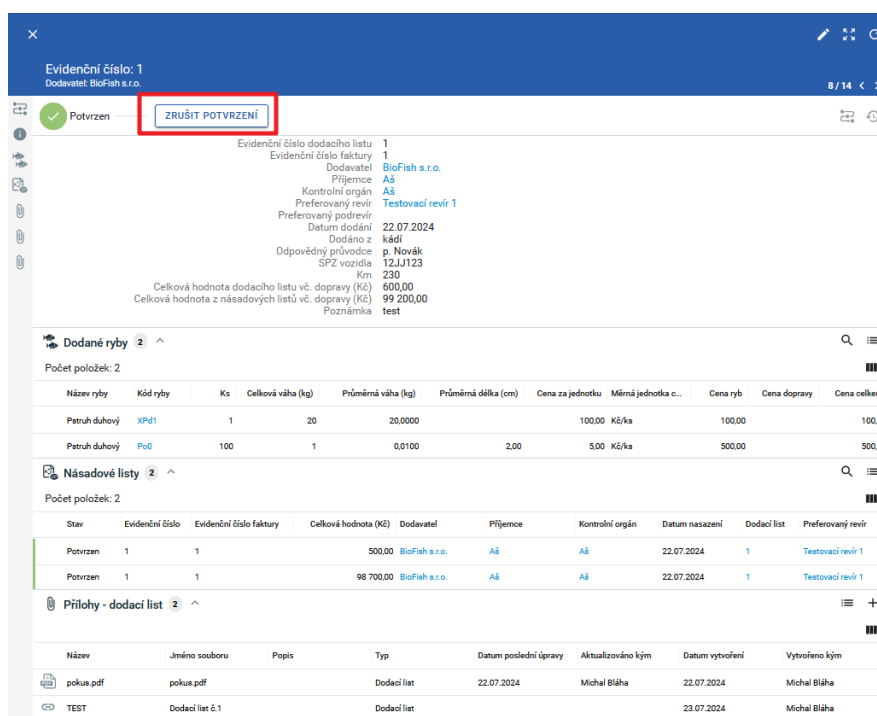 Evidenční číslo: 1
Dodavatel: BioFish s.r.o.
8 / 14
Potvrzen
ZRUŠIT POTVRZENÍ
Evidenční číslo dodacího listu 1
Evidenční číslo faktury 1
Dodavatel BioFish s.r.o.
Příjemce Aš
Kontrolní orgán Aš
Preferovaný revír Testovací revír 1
Preferovaný podrevír
Datum dodání 22.07.2024
Dodáno z kádí
Odpovědný průvodce p. Novák
SPZ vozidla 12JJ123
Km 230
Celková hodnota dodacího listu vč. dopravy (Kč) 600,00
Celková hodnota z násadových listů vč. dopravy (Kč) 99 200,00
Poznámka test
Dodané ryby 2
Počet položek: 2
Název ryby Kód ryby Ks Celková váha (kg) Průměrná váha (kg) Průměrná délka (cm) Cena za jednotku Měrná jednotka c... Cena ryb Cena dopravy Cena celke
Pstruh duhový XPd1 1 20 20,0000 100,00 Kč/ks 100,00 100,
Pstruh duhový Po0 100 1 0,0100 2,00 5,00 Kč/ks 500,00 500,
Násadové listy 2
Počet položek: 2
Stav Evidenční číslo Evidenční číslo faktury Celková hodnota (Kč) Dodavatel Příjemce Kontrolní orgán Datum nasazení Dodací list Preferovaný revír
Potvrzen 1 1 500,00 BioFish s.r.o. Aš Aš 22.07.2024 1 Testovací revír 1
Potvrzen 1 1 98 700,00 BioFish s.r.o. Aš Aš 22.07.2024 1 Testovací revír 1
Přílohy - dodací list 2
Název Jméno souboru Popis Typ Datum poslední úpravy Aktualizováno kým Datum vytvoření Vytvořeno kým
pokus.pdf pokus.pdf Dodací list 22.07.2024 Michal Bláha 22.07.2024 Michal Bláha
TEST Dodací list č.1 Dodací list 23.07.2024 Michal Bláha